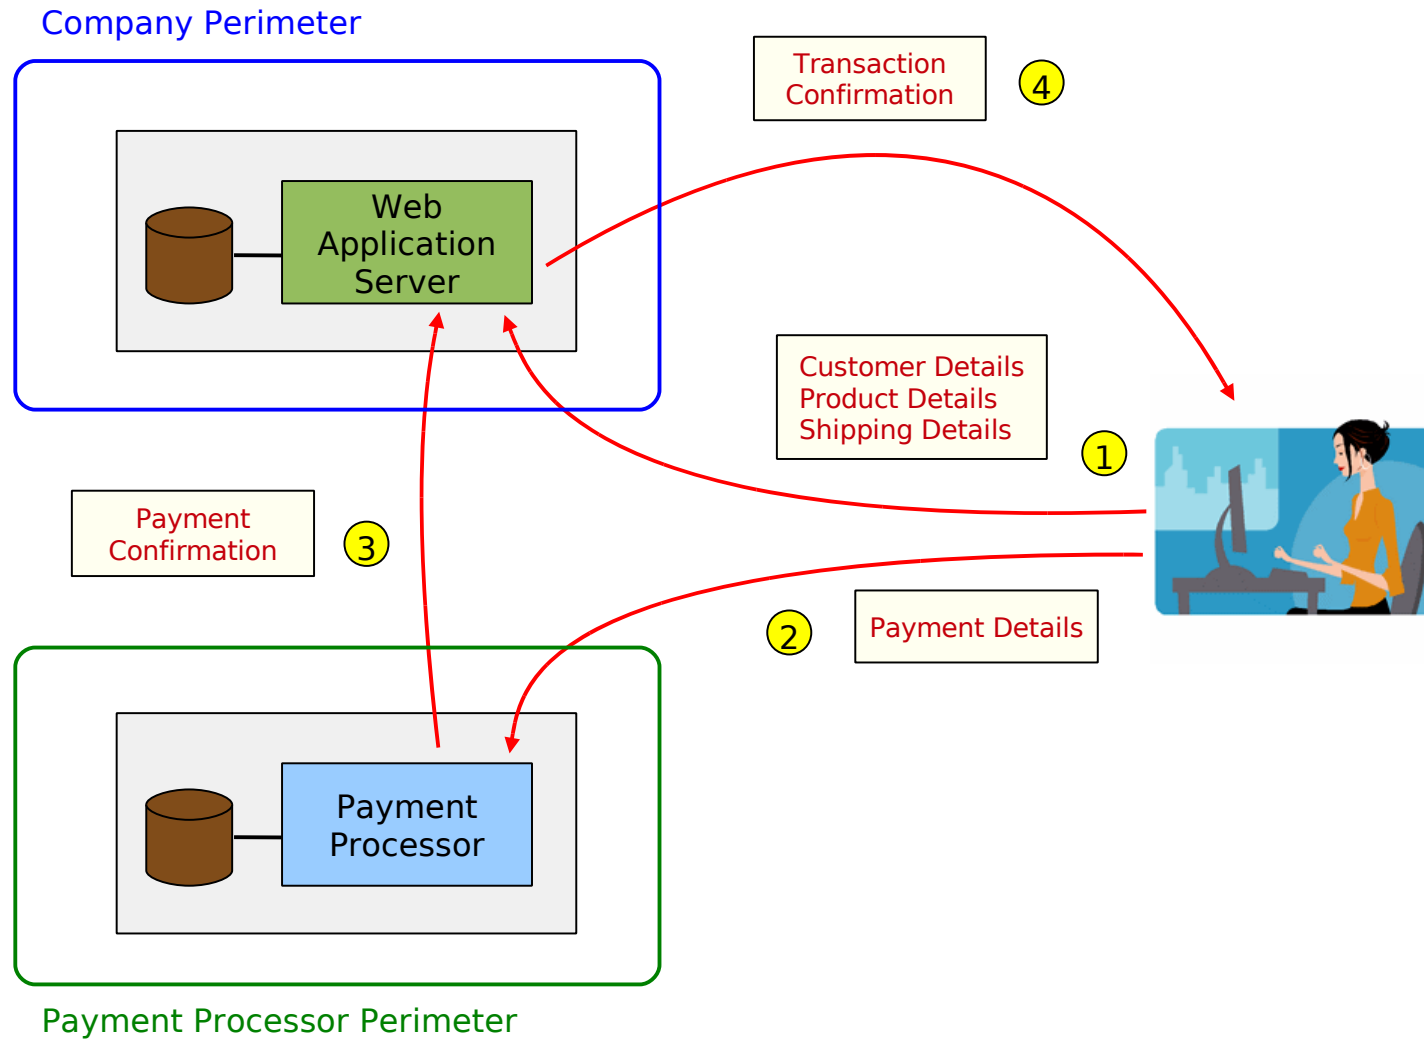 Company Perimeter
Transaction
Confirmation
4
Web
Application
Server
Customer Details
Product Details
Shipping Details
1
Payment
Confirmation
3
2
Payment Details
Payment
Processor
Payment Processor Perimeter